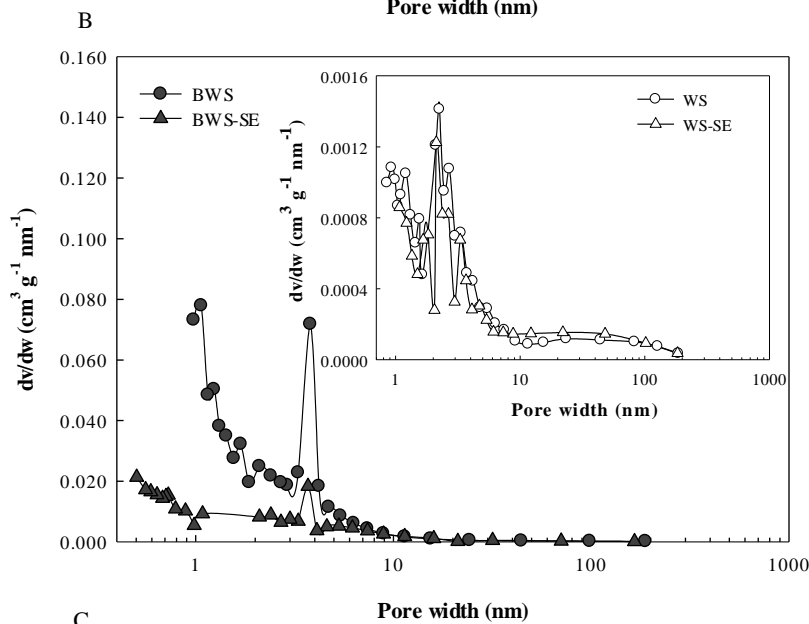 Pore width (nm)
B
0.160
0.140
0.120
0.100
0.080
0.060
0.040
0.020
0.000
dv/dw (cm³ g⁻¹ nm⁻¹)
BWS
BWS-SE
0.0016
0.0012
0.0008
0.0004
0.0000
dv/dw (cm³ g⁻¹ nm⁻¹)
WS
WS-SE
1 10 100 1000
Pore width (nm)
1 10 100 1000
Pore width (nm)
C